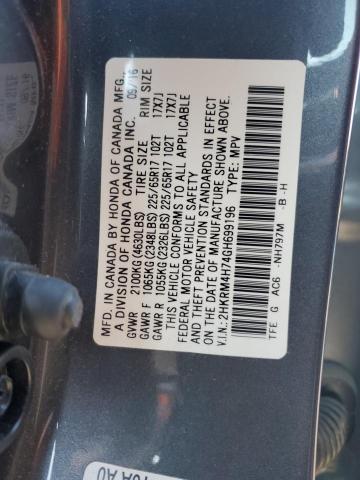 MFD. IN CANADA BY HONDA OF CANADA MFG.
A DIVISION OF HONDA CANADA INC. 09/16
GVWR 2100KG(4630LBS) TIRE SIZE RIM SIZE
GAWR F 1065KG(2348LBS) 225/65R17 102T 17X7J
GAWR R 1055KG(2326LBS) 225/65R17 102T 17X7J
THIS VEHICLE CONFORMS TO ALL APPLICABLE
FEDERAL MOTOR VEHICLE SAFETY
AND THEFT PREVENTION STANDARDS IN EFFECT
ON THE DATE OF MANUFACTURE SHOWN ABOVE.
V.I.N.: 2HKRM4H74GH699196 TYPE: MPV
TFE G AC6 -NH797M -B -H